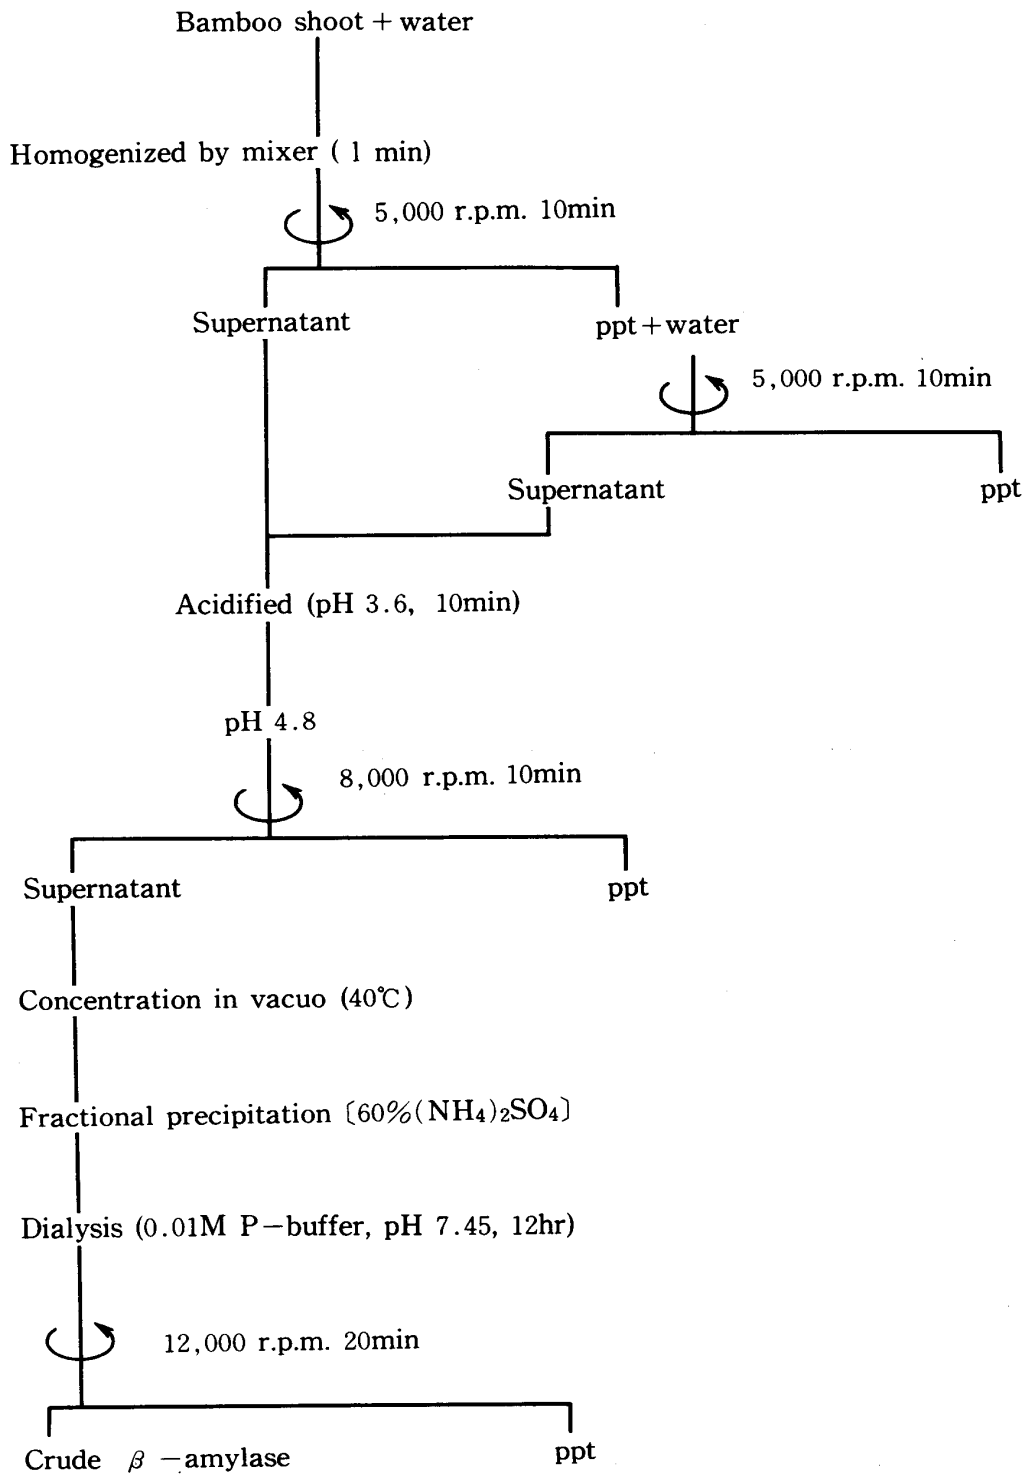 Bamboo shoot + water
Homogenized by mixer ( 1 min)
5,000 r.p.m. 10min
Supernatant
ppt + water
5,000 r.p.m. 10min
Supernatant
ppt
Acidified (pH 3.6, 10min)
pH 4.8
8,000 r.p.m. 10min
Supernatant
ppt
Concentration in vacuo (40℃)
Fractional precipitation 〔60%(NH₄)₂SO₄〕
Dialysis (0.01M P−buffer, pH 7.45, 12hr)
12,000 r.p.m. 20min
Crude β −amylase
ppt